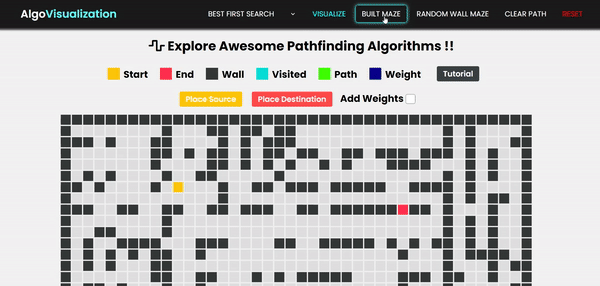 AlgoVisualization BEST FIRST SEARCH VISUALIZE BUILT MAZE RANDOM WALL MAZE CLEAR PATH RESET
Explore Awesome Pathfinding Algorithms !!
Start End Wall Visited Path Weight Tutorial
Place Source Place Destination Add Weights